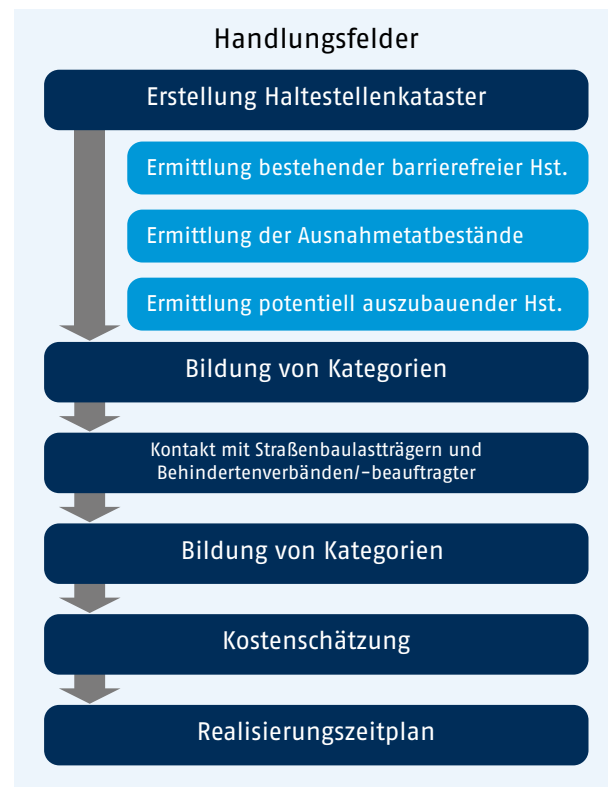 Handlungsfelder
Erstellung Haltestellenkataster
Ermittlung bestehender barrierefreier Hst.
Ermittlung der Ausnahmetatbestände
Ermittlung potentiell auszubauender Hst.
Bildung von Kategorien
Kontakt mit Straßenbaulastträgern und
Behindertenverbänden/-beauftragter
Bildung von Kategorien
Kostenschätzung
Realisierungszeitplan